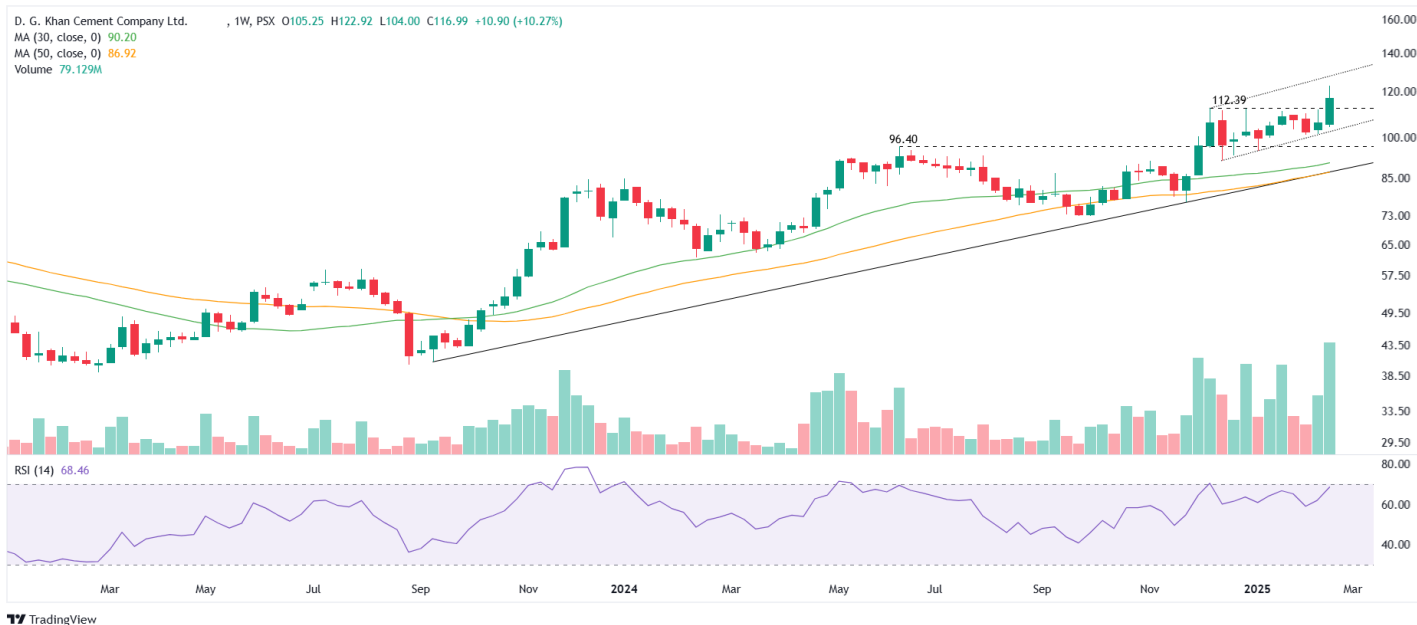 D. G. Khan Cement Company Ltd. , 1W, PSX O105.25 H122.92 L104.00 C116.99 +10.90 (+10.27%)
MA (30, close, 0) 90.20
MA (50, close, 0) 86.92
Volume 79.129M
160.00
140.00
120.00
112.39
100.00
96.40
85.00
73.00
65.00
57.50
49.50
43.50
38.50
33.50
29.50
RSI (14) 68.46
80.00
60.00
40.00
Mar May Jul Sep Nov 2024 Mar May Jul Sep Nov 2025 Mar
TradingView